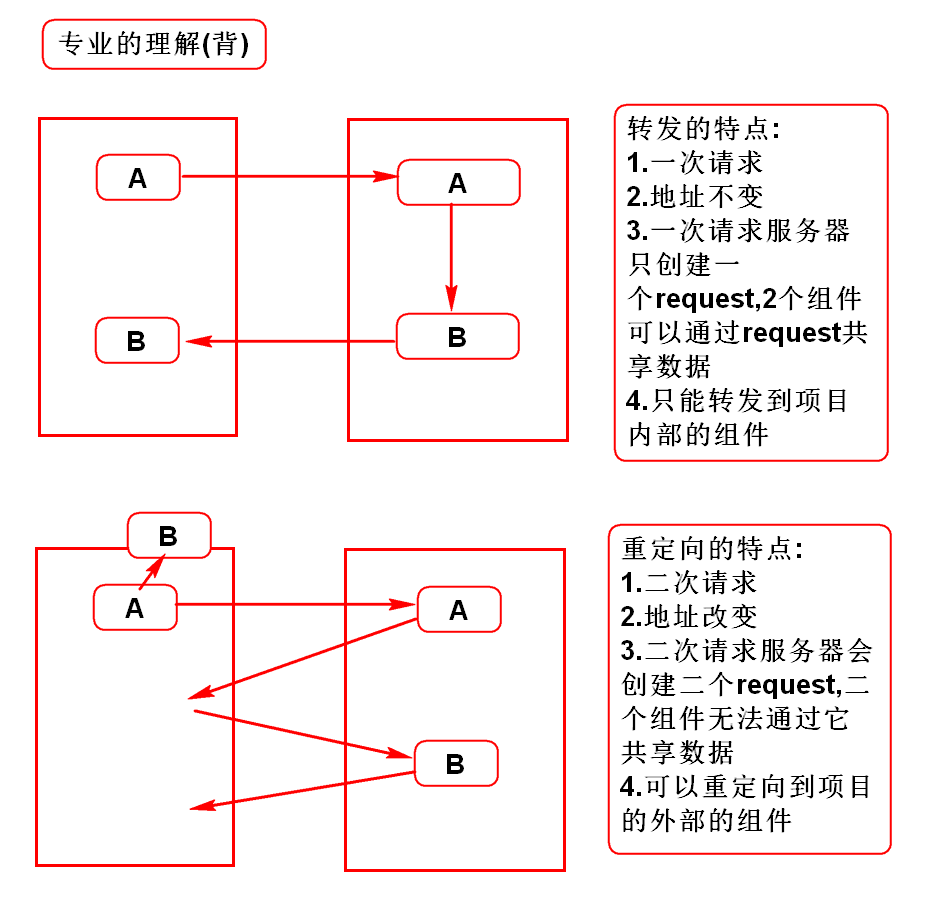 专业的理解(背)
A
A
B
B
转发的特点:
1.一次请求
2.地址不变
3.一次请求服务器
只创建一
个request,2个组件
可以通过request共
享数据
4.只能转发到项目
内部的组件
B
A
A
B
重定向的特点:
1.二次请求
2.地址改变
3.二次请求服务器会
创建二个request,二
个组件无法通过它
共享数据
4.可以重定向到项目
的外部的组件